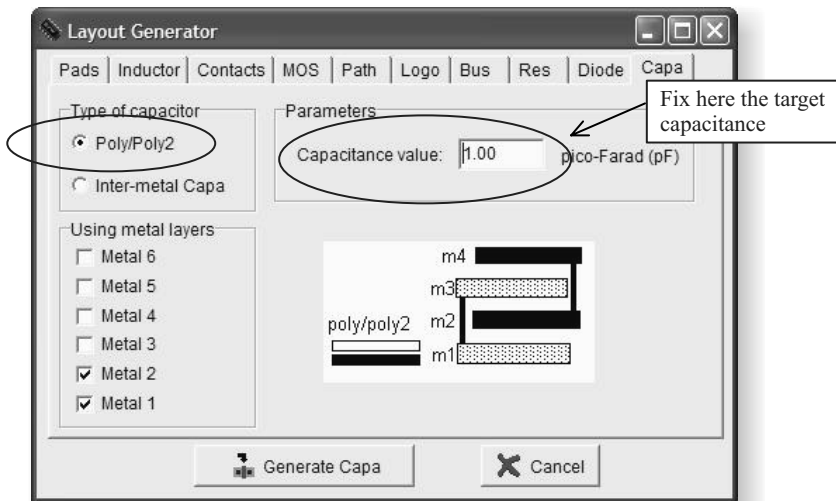 Layout Generator
Pads Inductor Contacts MOS Path Logo Bus Res Diode Capa
Fix here the target
capacitance
Type of capacitor
Poly/Poly2
Inter-metal Capa
Parameters
Capacitance value: 1.00 pico-Farad (pF)
Using metal layers
Metal 6
Metal 5
Metal 4
Metal 3
Metal 2
Metal 1
m4
m3
poly/poly2 m2
m1
Generate Capa
Cancel